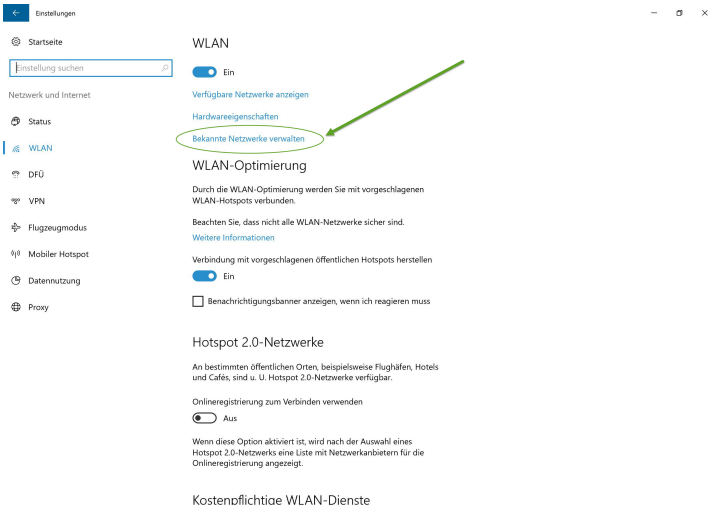 Einstellungen
Startseite
Einstellung suchen
Netzwerk und Internet
Status
WLAN
DFÜ
VPN
Flugzeugmodus
Mobiler Hotspot
Datennutzung
Proxy
WLAN
Ein
Verfügbare Netzwerke anzeigen
Hardwareeigenschaften
Bekannte Netzwerke verwalten
WLAN-Optimierung
Durch die WLAN-Optimierung werden Sie mit vorgeschlagenen
WLAN-Hotspots verbunden.
Beachten Sie, dass nicht alle WLAN-Netzwerke sicher sind.
Weitere Informationen
Verbindung mit vorgeschlagenen öffentlichen Hotspots herstellen
Ein
Benachrichtigungsbanner anzeigen, wenn ich reagieren muss
Hotspot 2.0-Netzwerke
An bestimmten öffentlichen Orten, beispielsweise Flughäfen, Hotels
und Cafés, sind u. U. Hotspot 2.0-Netzwerke verfügbar.
Onlineregistrierung zum Verbinden verwenden
Aus
Wenn diese Option aktiviert ist, wird nach der Auswahl eines
Hotspot 2.0-Netzwerks eine Liste mit Netzwerkanbietern für die
Onlineregistrierung angezeigt.
Kostenpflichtige WLAN-Dienste